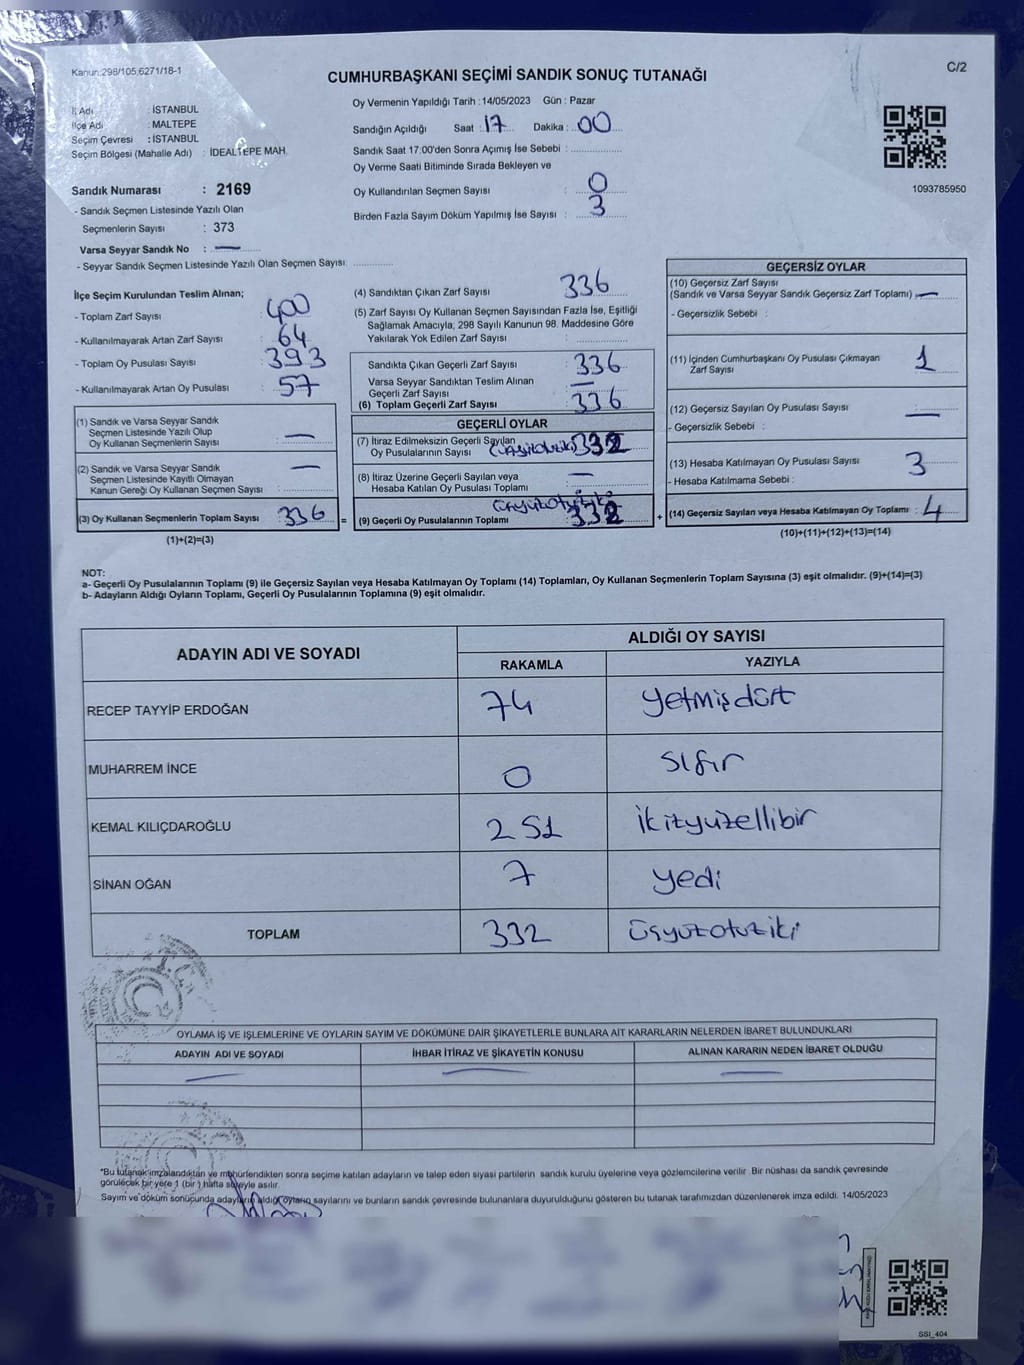 Kanun:298/105,6271/18-1
CUMHURBAŞKANI SEÇİMİ SANDIK SONUÇ TUTANAĞI
C/2
İl Adı : İSTANBUL
İlçe Adı : MALTEPE
Seçim Çevresi : İSTANBUL
Seçim Bölgesi (Mahalle Adı) : İDEALTEPE MAH.
Sandık Numarası : 2169
- Sandık Seçmen Listesinde Yazılı Olan
Seçmenlerin Sayısı : 373
Varsa Seyyar Sandık No : —
- Seyyar Sandık Seçmen Listesinde Yazılı Olan Seçmen Sayısı:
Oy Vermenin Yapıldığı Tarih : 14/05/2023 Gün : Pazar
Sandığın Açıldığı Saat : 17 Dakika : 00
Sandık Saat 17:00'den Sonra Açımış İse Sebebi :
Oy Verme Saati Bitiminde Sırada Bekleyen ve
Oy Kullandırılan Seçmen Sayısı : 0
Birden Fazla Sayım Döküm Yapılmış İse Sayısı : 3
1093785950
İlçe Seçim Kurulundan Teslim Alınan;
- Toplam Zarf Sayısı : 400
- Kullanılmayarak Artan Zarf Sayısı : 64
- Toplam Oy Pusulası Sayısı : 393
- Kullanılmayarak Artan Oy Pusulası : 57
(1) Sandık ve Varsa Seyyar Sandık
Seçmen Listesinde Yazılı Olup
Oy Kullanan Seçmenlerin Sayısı : —
(2) Sandık ve Varsa Seyyar Sandık
Seçmen Listesinde Kayıtlı Olmayan
Kanun Gereği Oy Kullanan Seçmen Sayısı : —
(3) Oy Kullanan Seçmenlerin Toplam Sayısı : 336 =
(1)+(2)=(3)
(4) Sandıktan Çıkan Zarf Sayısı : 336
(5) Zarf Sayısı Oy Kullanan Seçmen Sayısından Fazla İse, Eşitliği
Sağlamak Amacıyla, 298 Sayılı Kanunun 98. Maddesine Göre
Yakılarak Yok Edilen Zarf Sayısı :
Sandıkta Çıkan Geçerli Zarf Sayısı : 336
Varsa Seyyar Sandıktan Teslim Alınan
Geçerli Zarf Sayısı : —
(6) Toplam Geçerli Zarf Sayısı : 336
GEÇERLİ OYLAR
(7) İtiraz Edilmeksizin Geçerli Sayılan
Oy Pusulalarının Sayısı 332
(8) İtiraz Üzerine Geçerli Sayılan veya
Hesaba Katılan Oy Pusulası Toplamı : —
üçyüzotuziki
(9) Geçerli Oy Pusulalarının Toplamı : 332 +
GEÇERSİZ OYLAR
(10) Geçersiz Zarf Sayısı
(Sandık ve Varsa Seyyar Sandık Geçersiz Zarf Toplamı) : —
- Geçersizlik Sebebi :
(11) İçinden Cumhurbaşkanı Oy Pusulası Çıkmayan
Zarf Sayısı : 1
(12) Geçersiz Sayılan Oy Pusulası Sayısı : —
- Geçersizlik Sebebi :
(13) Hesaba Katılmayan Oy Pusulası Sayısı : 3
- Hesaba Katılmama Sebebi :
(14) Geçersiz Sayılan veya Hesaba Katılmayan Oy Toplamı : 4
(10)+(11)+(12)+(13)=(14)
NOT:
a- Geçerli Oy Pusulalarının Toplamı (9) ile Geçersiz Sayılan veya Hesaba Katılmayan Oy Toplamı (14) Toplamları, Oy Kullanan Seçmenlerin Toplam Sayısına (3) eşit olmalıdır. (9)+(14)=(3)
b- Adayların Aldığı Oyların Toplamı, Geçerli Oy Pusulalarının Toplamına (9) eşit olmalıdır.
ADAYIN ADI VE SOYADI
ALDIĞI OY SAYISI
RAKAMLA YAZIYLA
RECEP TAYYİP ERDOĞAN 74 yetmişdört
MUHARREM İNCE 0 sıfır
KEMAL KILIÇDAROĞLU 251 ikiyüzellibir
SİNAN OĞAN 7 yedi
TOPLAM 332 üçyüzotuziki
OYLAMA İŞ VE İŞLEMLERİNE VE OYLARIN SAYIM VE DÖKÜMÜNE DAİR ŞİKAYETLERLE BUNLARA AİT KARARLARIN NELERDEN İBARET BULUNDUKLARI
ADAYIN ADI VE SOYADI İHBAR İTİRAZ VE ŞİKAYETİN KONUSU ALINAN KARARIN NEDEN İBARET OLDUĞU
— — —
*Bu tutanak imzalandıktan ve mühürlendikten sonra seçime katılan adayların ve talep eden siyasi partilerin sandık kurulu üyelerine veya gözlemcilerine verilir. Bir nüshası da sandık çevresinde
görülecek bir yere 1 (bir) hafta süreyle asılır.
Sayım ve döküm sonucunda adayların aldığı oyların sayılarını ve bunların sandık çevresinde bulunanlara duyurulduğunu gösteren bu tutanak tarafımızdan düzenlenerek imza edildi. 14/05/2023
SSI_404